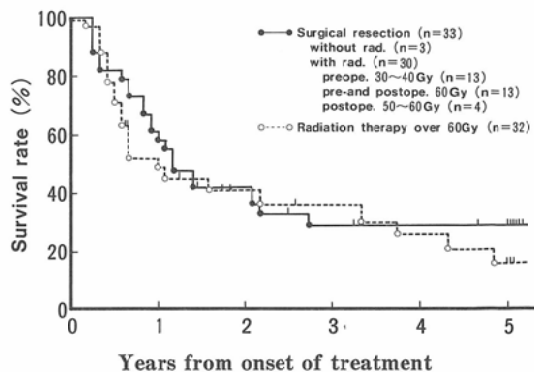 Surgical resection (n=33)
without rad. (n=3)
with rad. (n=30)
preope. 30~40Gy (n=13)
pre-and postope. 60Gy (n=13)
postope. 50~60Gy (n=4)
Radiation therapy over 60Gy (n=32)
Survival rate (%)
100
80
60
40
20
0
0 1 2 3 4 5
Years from onset of treatment